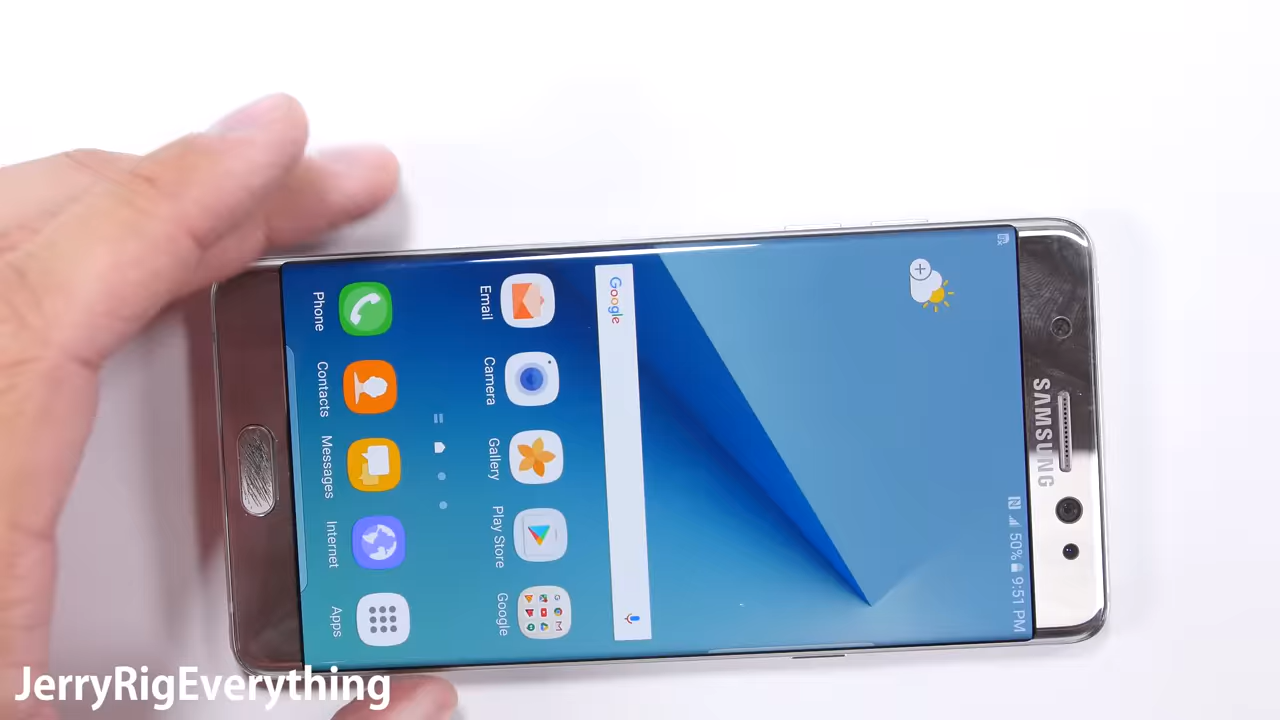 50% 9:51 PM
SAMSUNG
Google
Email
Camera
Gallery
Play Store
Google
Phone
Contacts
Messages
Internet
Apps
JerryRigEverything